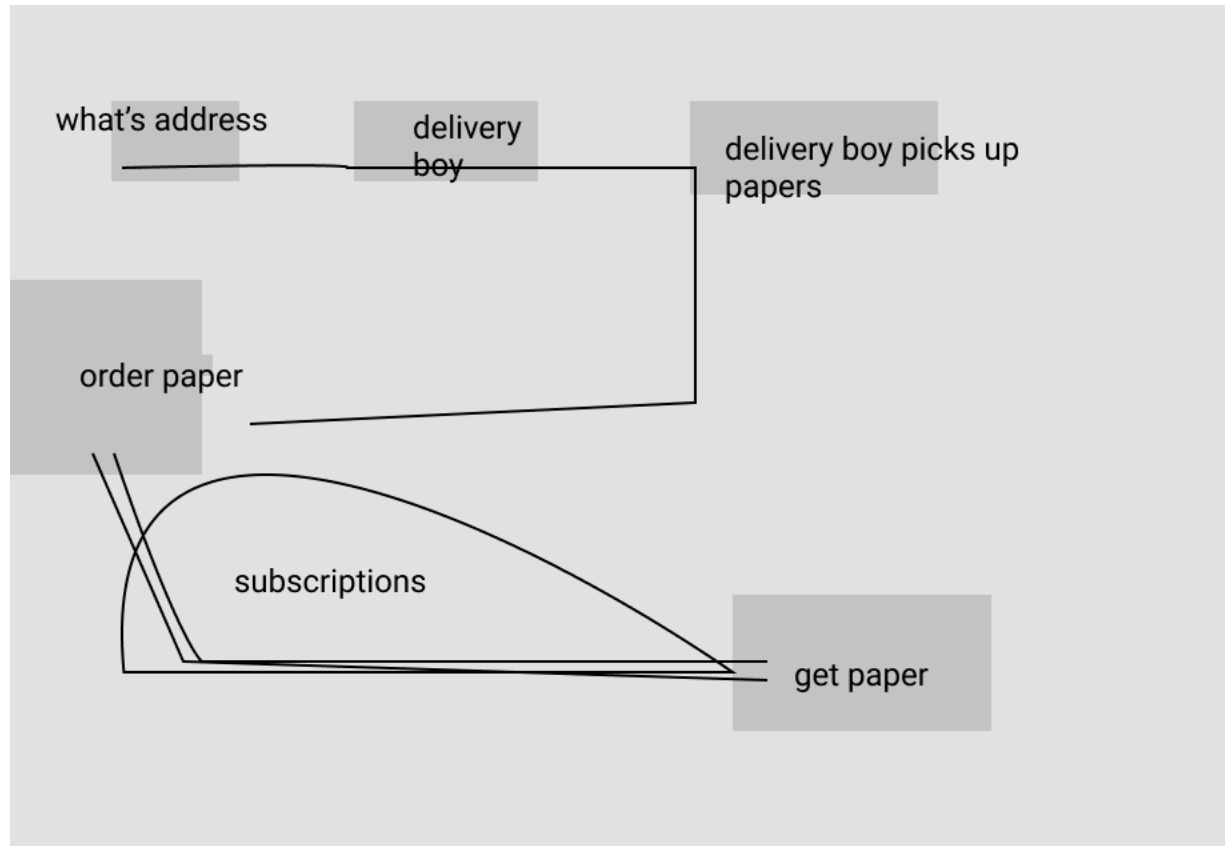 what’s address
delivery
boy
delivery boy picks up
papers
order paper
subscriptions
get paper